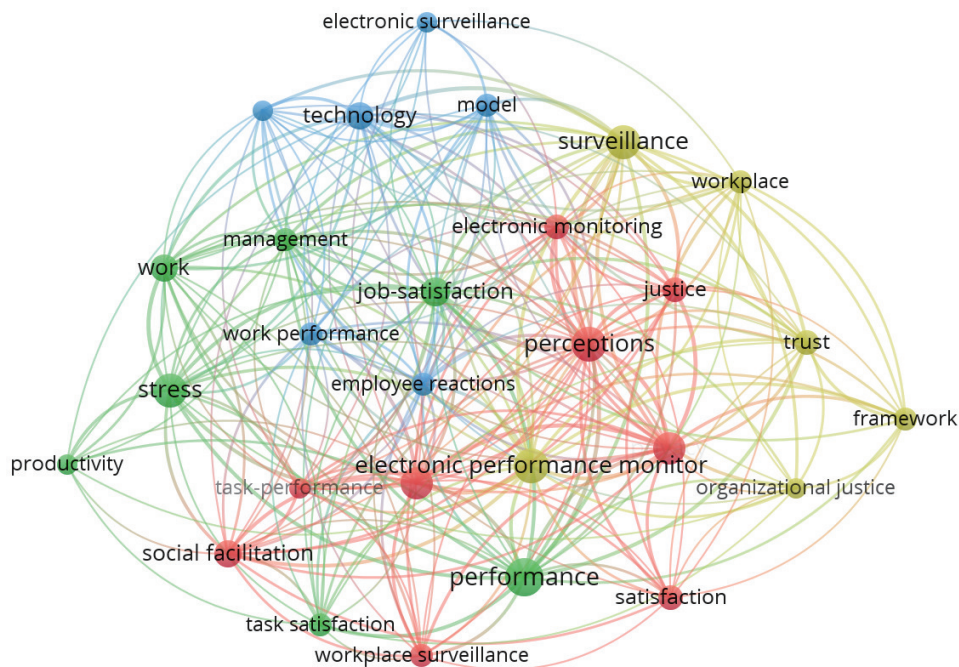 electronic surveillance
technology
model
surveillance
workplace
electronic monitoring
management
work
job-satisfaction
justice
work performance
perceptions
trust
stress
employee reactions
framework
productivity
electronic performance monitor
task-performance
organizational justice
social facilitation
performance
satisfaction
task satisfaction
workplace surveillance